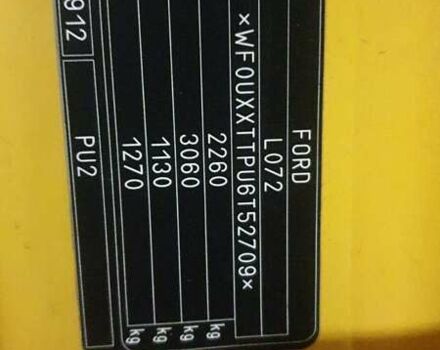 FORD
L072
×WF0UXXTTPU6T52709×
2260 kg
3060 kg
1130 kg
1270 kg
PU2
912